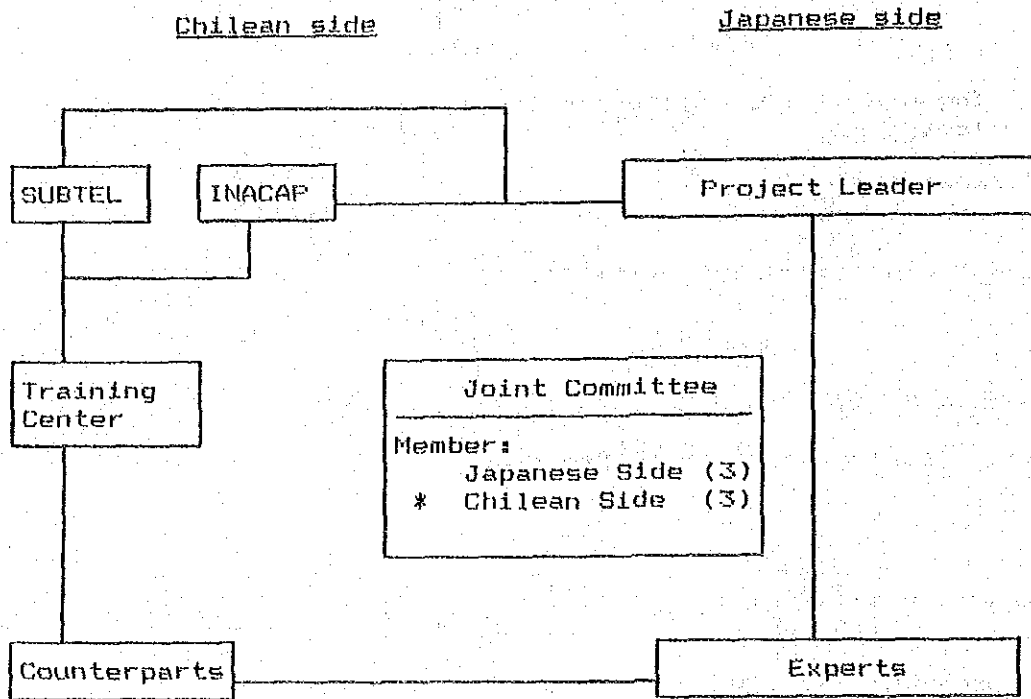 Chilean side
Japanese side
SUBTEL
INACAP
Project Leader
Training
Center
Joint Committee
Member:
Japanese Side (3)
* Chilean Side (3)
Counterparts
Experts